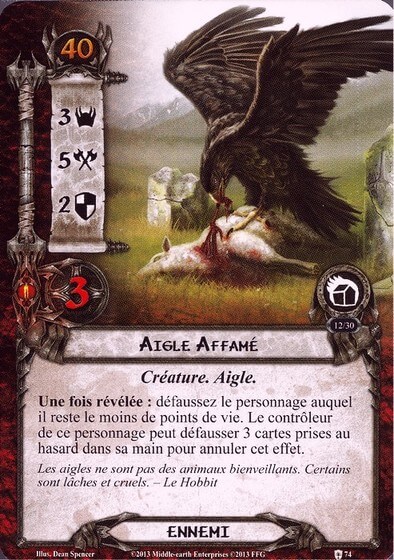 40
3
5
2
3
12/30
Aigle Affamé
Créature. Aigle.
Une fois révélée : défaussez le personnage auquel
il reste le moins de points de vie. Le contrôleur
de ce personnage peut défausser 3 cartes prises au
hasard dans sa main pour annuler cet effet.
Les aigles ne sont pas des animaux bienveillants. Certains
sont lâches et cruels. – Le Hobbit
ENNEMI
Illus. Dean Spencer ©2013 Middle-earth Enterprises ©2013 FFG 74